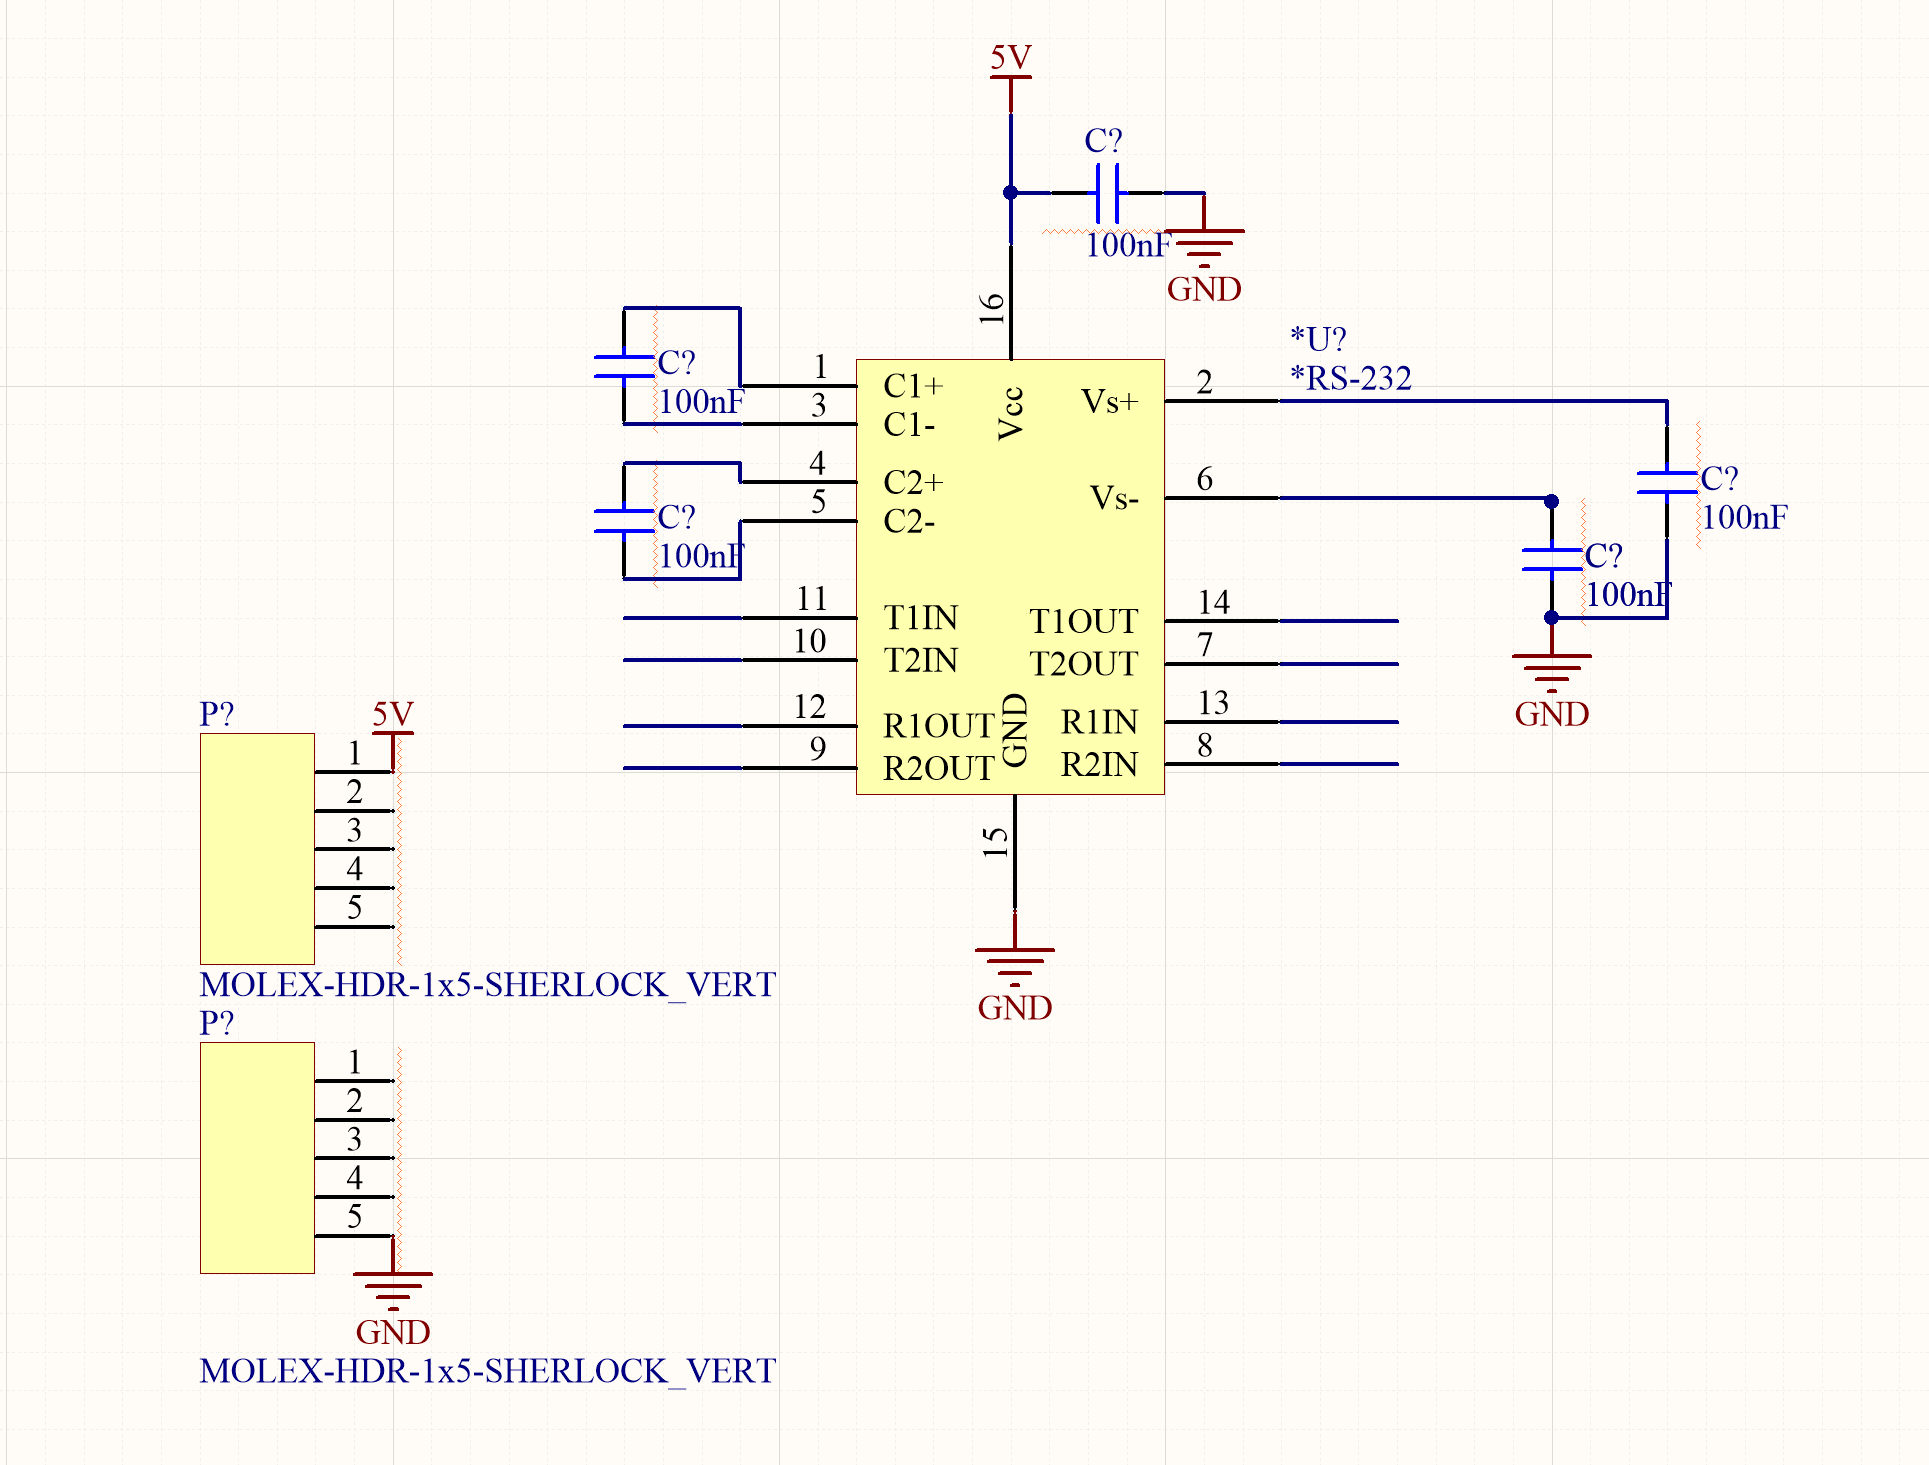 5V
C?
100nF
GND
16
*U?
*RS-232
C?
100nF
1
3
C1+
C1-
Vcc
Vs+
2
C?
100nF
4
5
C2+
C2-
Vs-
6
C?
100nF
C?
100nF
GND
11
T1IN
T1OUT
14
10
T2IN
T2OUT
7
12
R1OUT
R1IN
13
9
R2OUT
R2IN
8
GND
15
GND
P?
5V
1
2
3
4
5
MOLEX-HDR-1x5-SHERLOCK_VERT
P?
1
2
3
4
5
GND
MOLEX-HDR-1x5-SHERLOCK_VERT